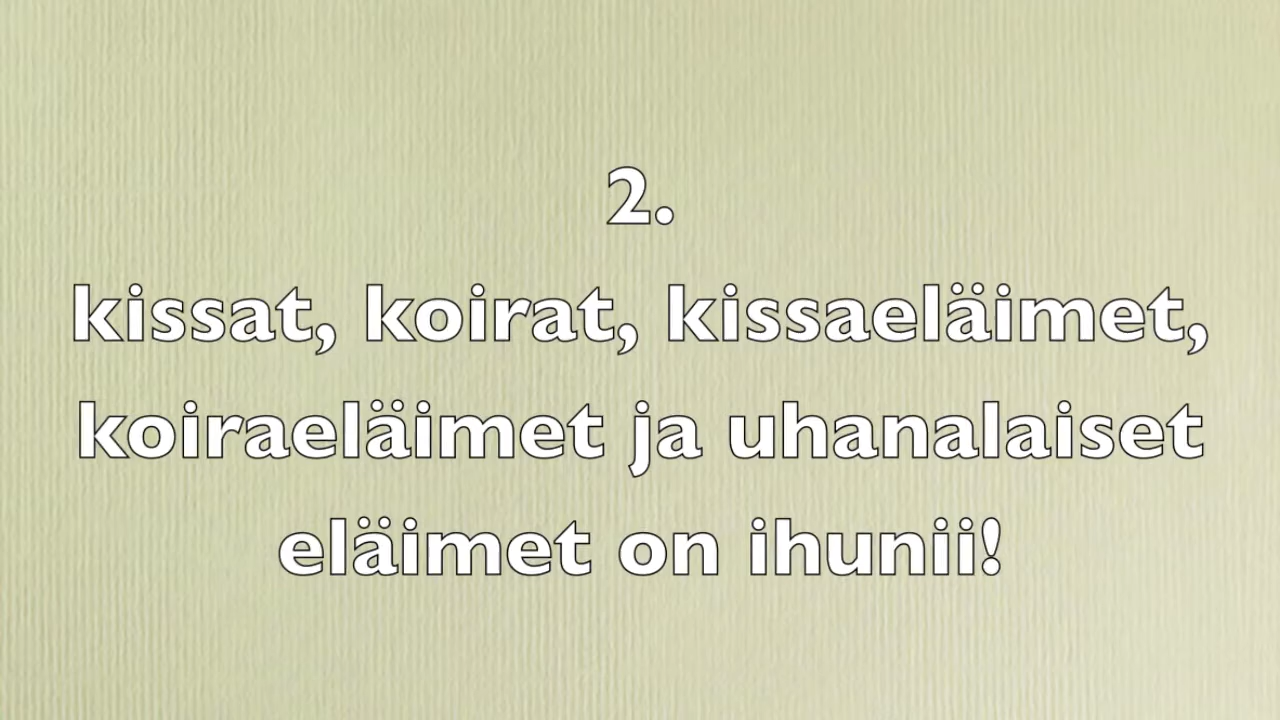 2.
kissat, koirat, kissaeläimet,
koiraeläimet ja uhanalaiset
eläimet on ihunii!